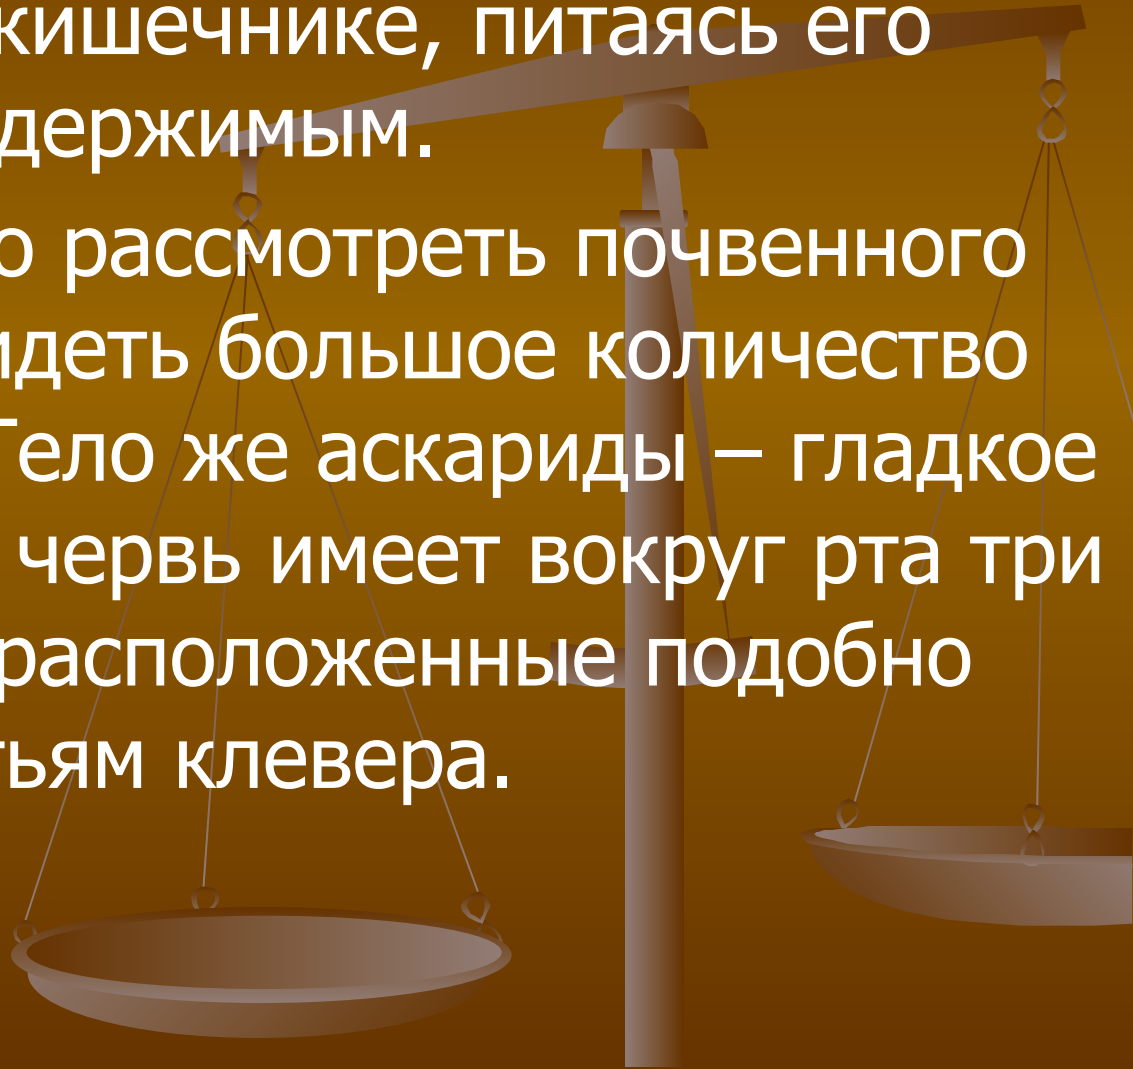 кишечнике, питаясь его
держимым.
о рассмотреть почвенного
идеть большое количество
Тело же аскариды – гладкое
червь имеет вокруг рта три
расположенные подобно
тьям клевера.